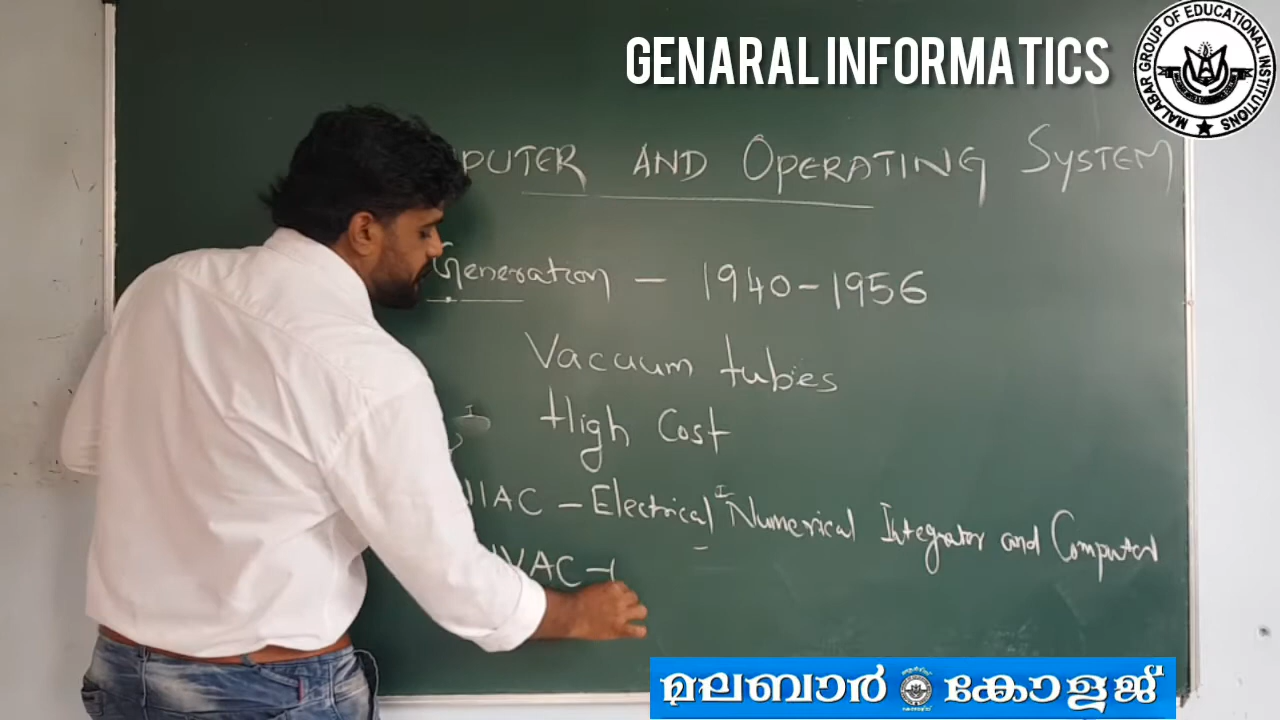 GENARAL INFORMATICS
MALABAR GROUP OF EDUCATIONAL INSTITUTIONS
PUTER AND OPERATING SYSTEM
Generation – 1940-1956
Vacuum tubes
High Cost
IAC – Electrical Numerical Integrator and Computer
VAC –
മലബാർ കോളജ്